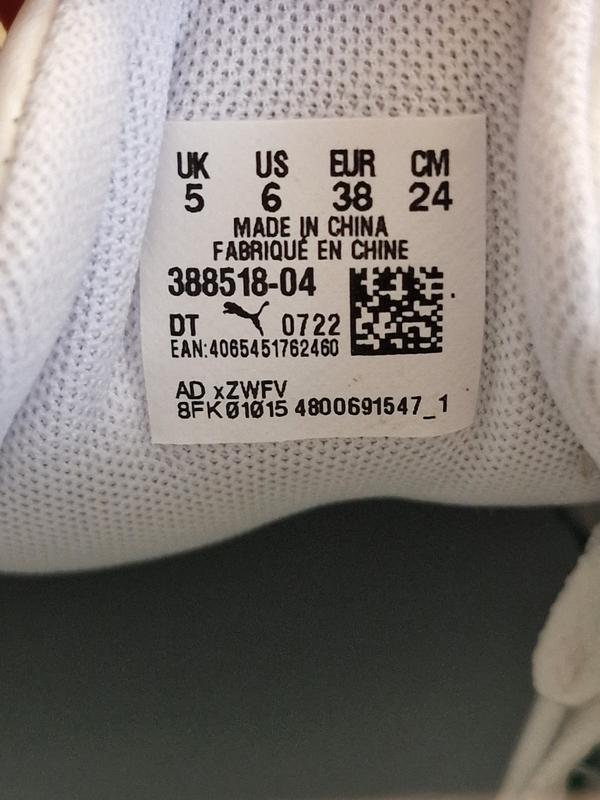 UK US EUR CM
5 6 38 24
MADE IN CHINA
FABRIQUÉ EN CHINE
388518-04
DT 0722
EAN:4065451762460
AD xZWFV
8FK01015 4800691547_1